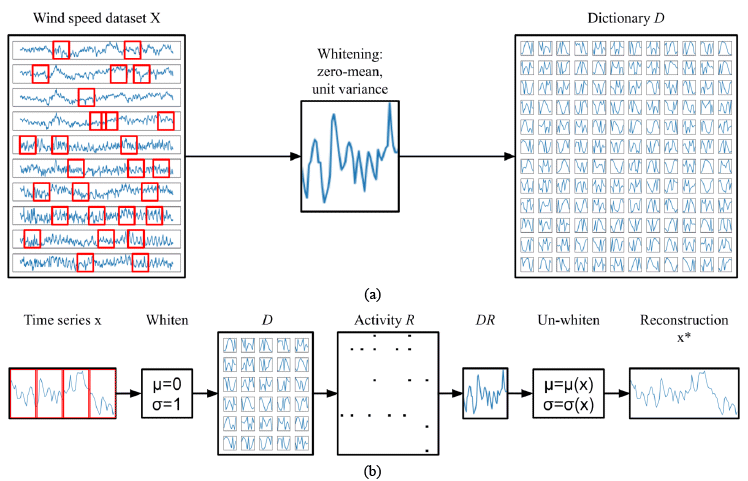 Wind speed dataset X
Whitening:
zero-mean,
unit variance
Dictionary D
(a)
Time series x
Whiten
D
Activity R
DR
Un-whiten
Reconstruction
x*
μ=0
σ=1
μ=μ(x)
σ=σ(x)
(b)